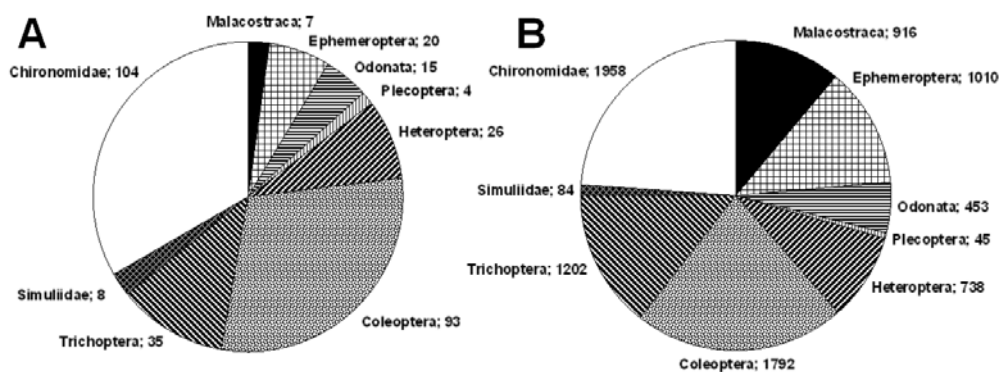 A
Malacostraca; 7
Ephemeroptera; 20
Odonata; 15
Plecoptera; 4
Heteroptera; 26
Coleoptera; 93
Trichoptera; 35
Simuliidae; 8
Chironomidae; 104
B
Malacostraca; 916
Ephemeroptera; 1010
Odonata; 453
Plecoptera; 45
Heteroptera; 738
Coleoptera; 1792
Trichoptera; 1202
Simuliidae; 84
Chironomidae; 1958